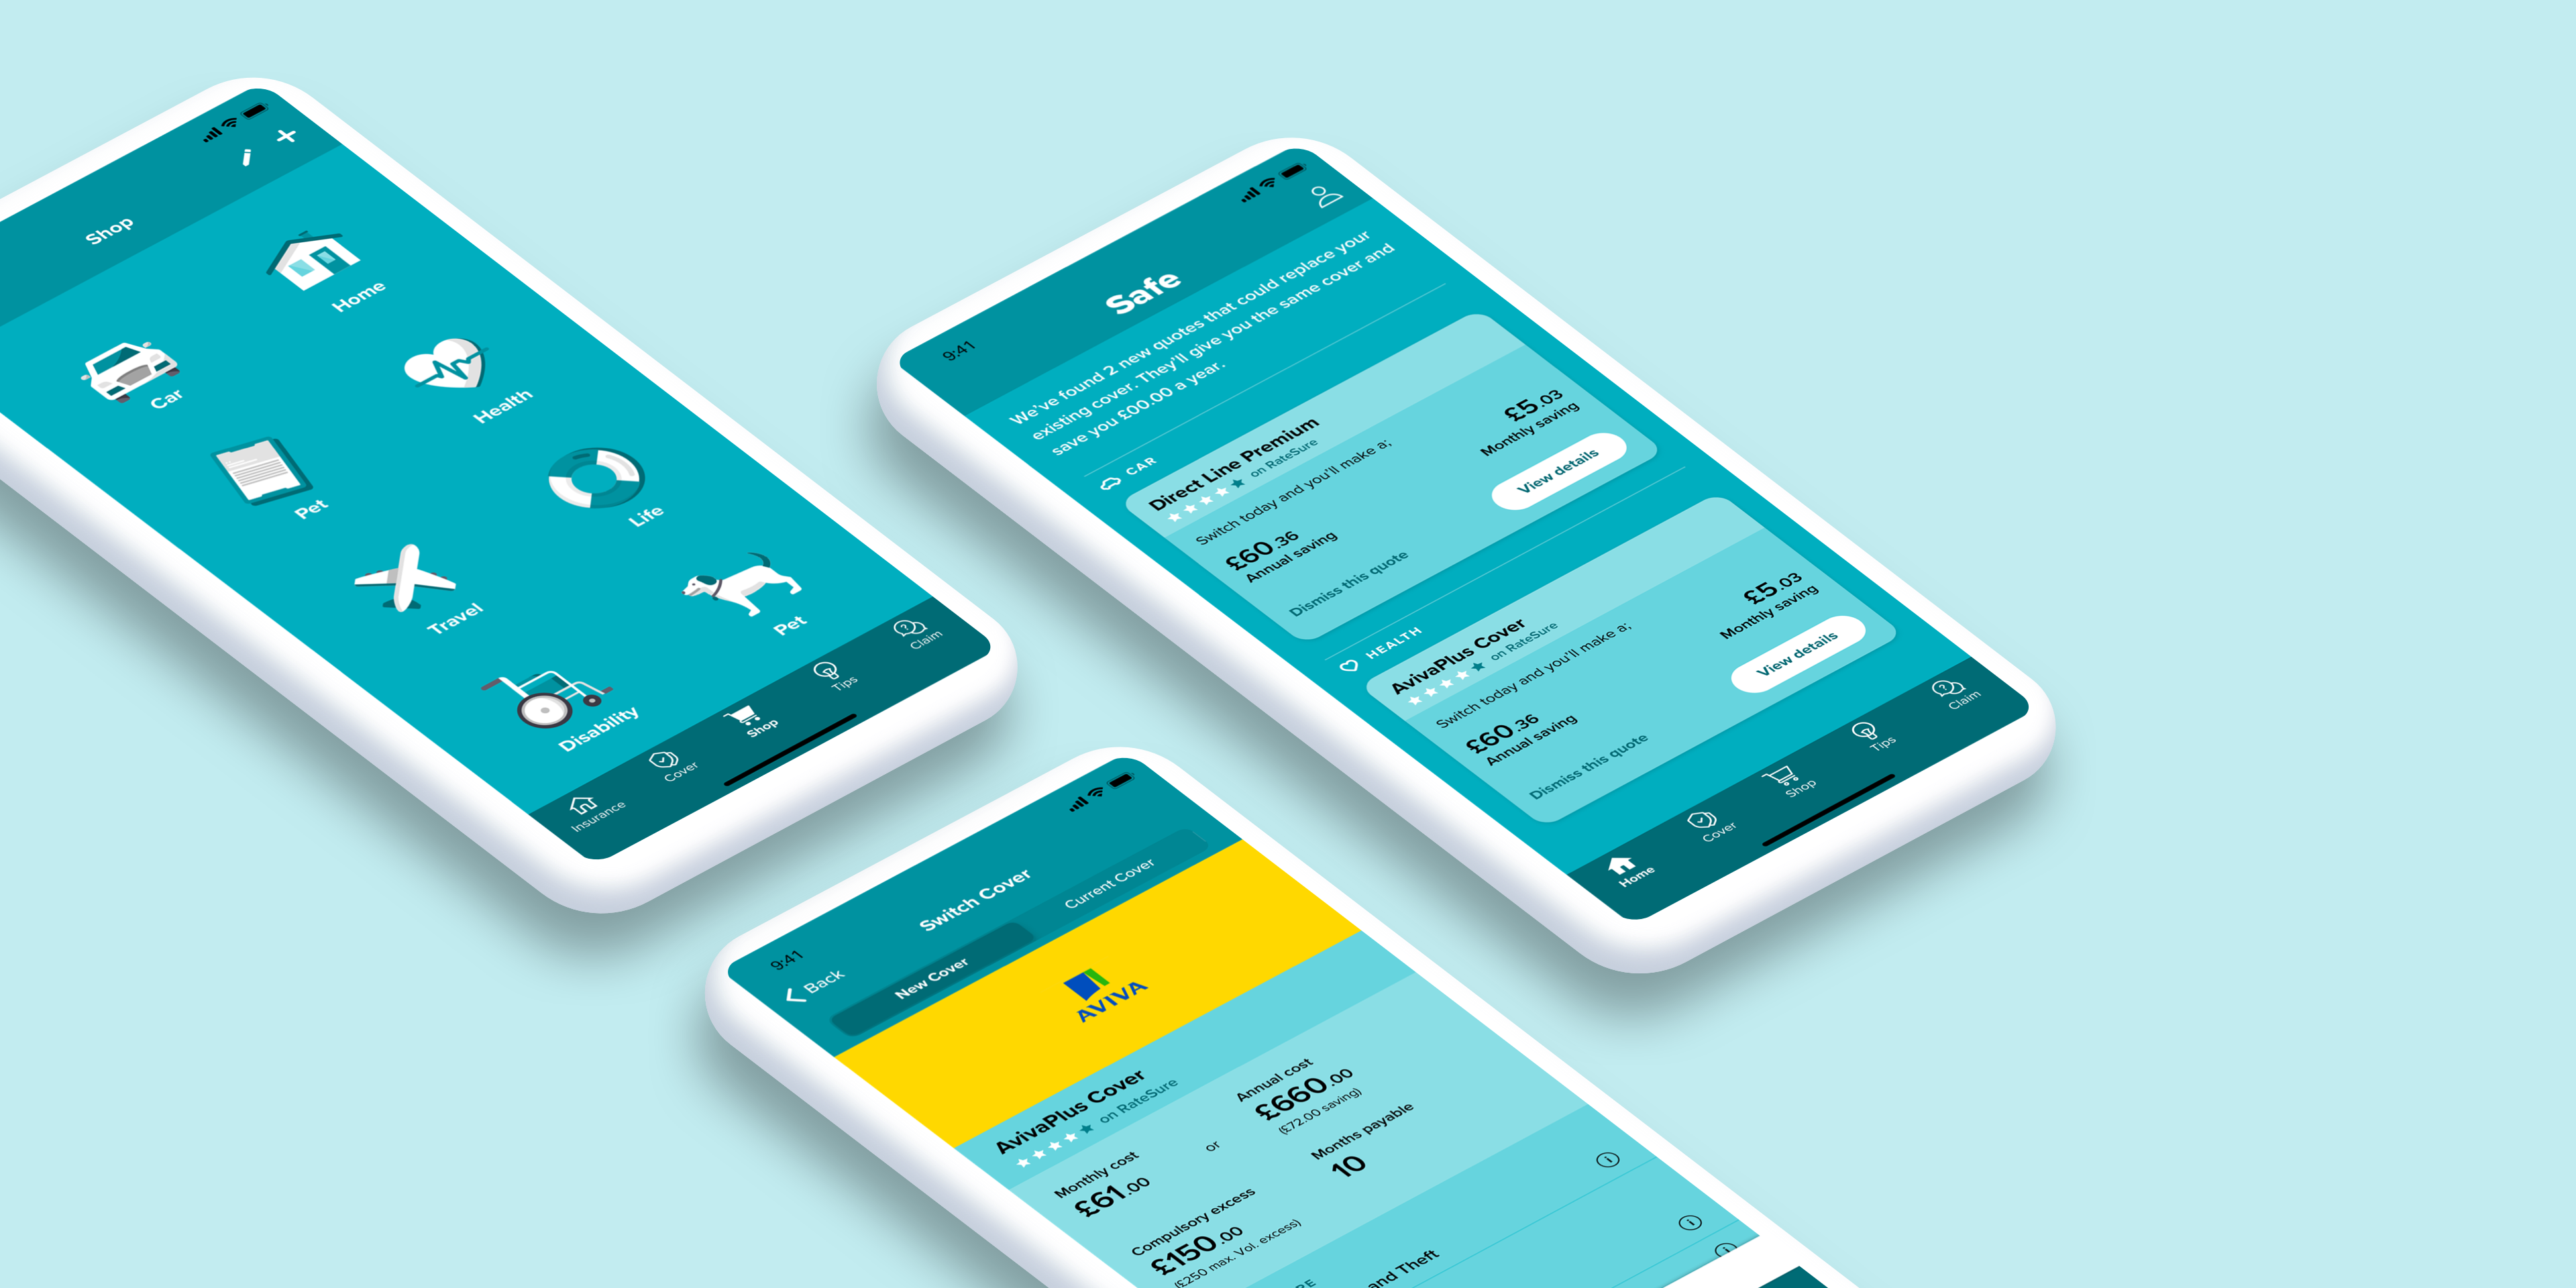 Shop
Home
Car
Health
Pet
Life
Travel
Pet
Disability
Insurance
Cover
Shop
Tips
Claim
9:41
Safe
We've found 2 new quotes that could replace your
existing cover. They'll give you the same cover and
save you £00.00 a year.
CAR
Direct Line Premium
on RateSure
Switch today and you'll make a;
£60.36
Annual saving
£5.03
Monthly saving
Dismiss this quote
View details
HEALTH
AvivaPlus Cover
on RateSure
Switch today and you'll make a;
£60.36
Annual saving
£5.03
Monthly saving
Dismiss this quote
View details
Home
Cover
Shop
Tips
Claim
9:41
Back
Switch Cover
New Cover
Current Cover
AVIVA
AvivaPlus Cover
on RateSure
Monthly cost
£61.00
or
Annual cost
£660.00
(£72.00 saving)
Compulsory excess
£150.00
(£250 max. Vol. excess)
Months payable
10
and Theft